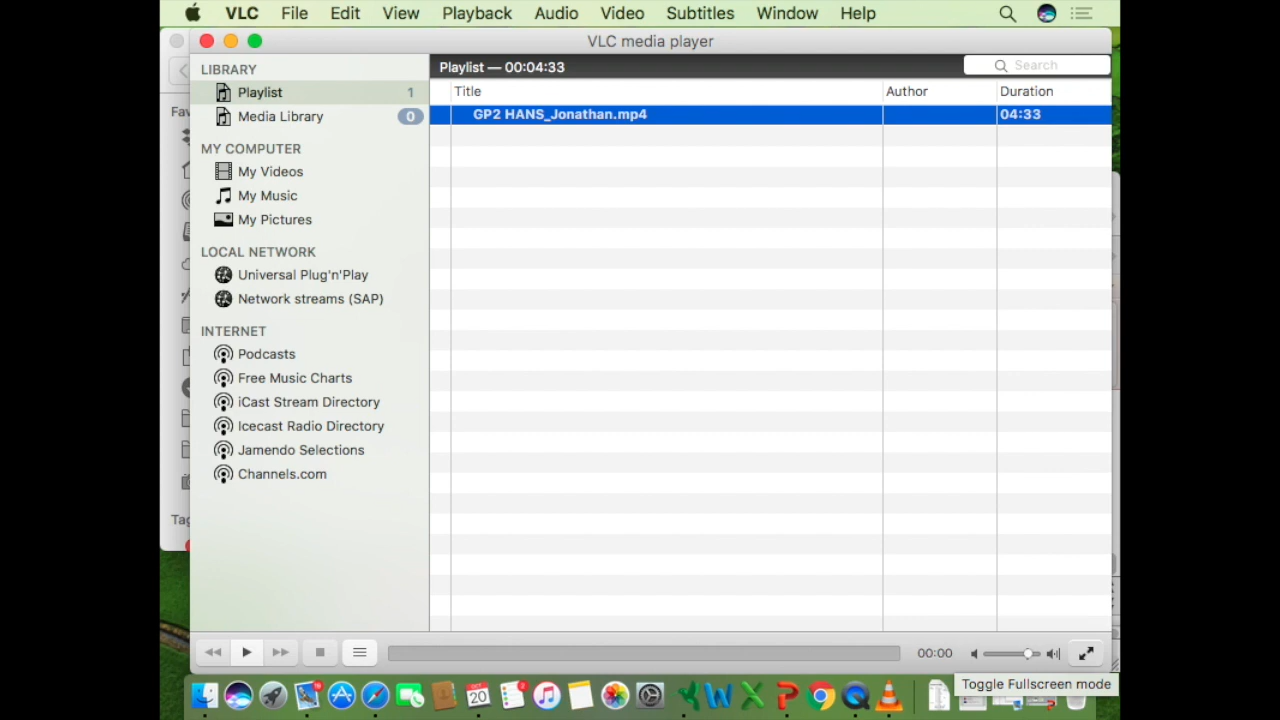 VLC File Edit View Playback Audio Video Subtitles Window Help
VLC media player
LIBRARY
Playlist 1
Media Library 0
MY COMPUTER
My Videos
My Music
My Pictures
LOCAL NETWORK
Universal Plug'n'Play
Network streams (SAP)
INTERNET
Podcasts
Free Music Charts
iCast Stream Directory
Icecast Radio Directory
Jamendo Selections
Channels.com
Playlist — 00:04:33
Search
Title Author Duration
GP2 HANS_Jonathan.mp4 04:33
Fav
Tag
00:00
Toggle Fullscreen mode
20